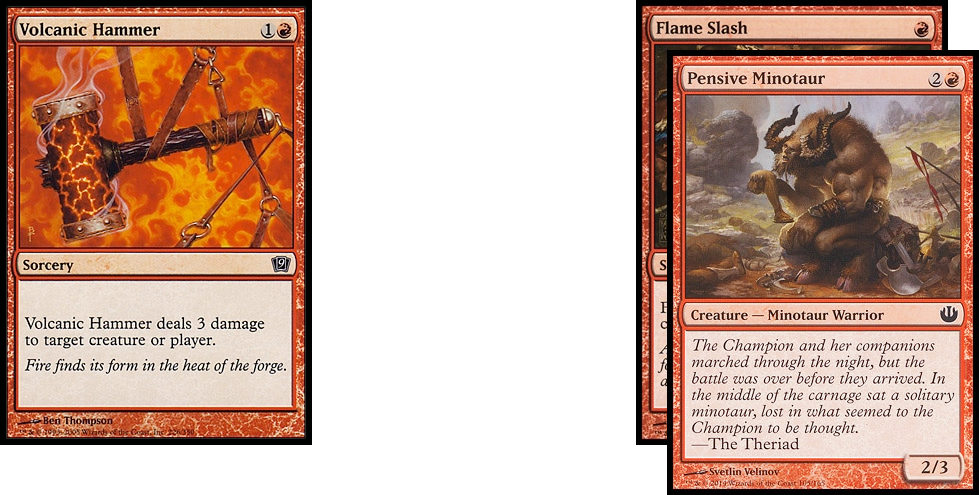 Volcanic Hammer 1
Sorcery 9
Volcanic Hammer deals 3 damage
to target creature or player.
Fire finds its form in the heat of the forge.
Ben Thompson
Flame Slash
S
Pensive Minotaur 2
Creature — Minotaur Warrior
The Champion and her companions
marched through the night, but the
battle was over before they arrived. In
the middle of the carnage sat a solitary
minotaur, lost in what seemed to the
Champion to be thought.
—The Theriad
2/3
Svetlin Velinov